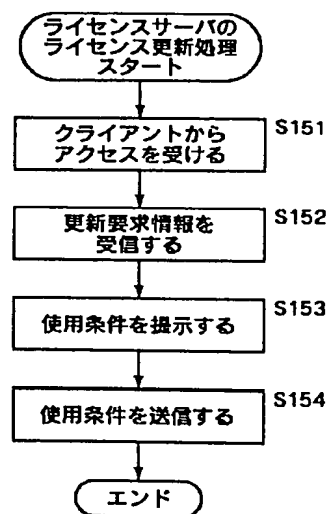 ライセンスサーバの
ライセンス更新処理
スタート
クライアントから
アクセスを受ける
S151
更新要求情報を
受信する
S152
使用条件を提示する
S153
使用条件を送信する
S154
エンド